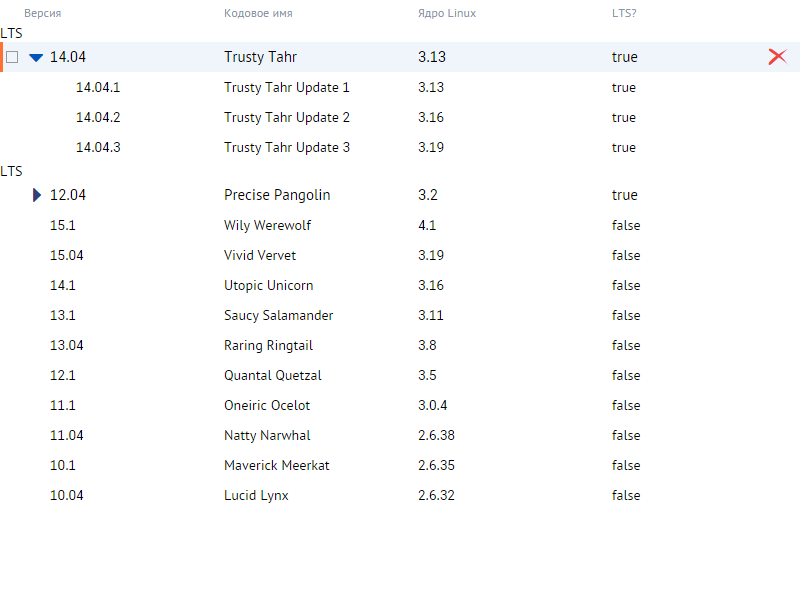 Версия Кодовое имя Ядро Linux LTS?
LTS
14.04 Trusty Tahr 3.13 true
14.04.1 Trusty Tahr Update 1 3.13 true
14.04.2 Trusty Tahr Update 2 3.16 true
14.04.3 Trusty Tahr Update 3 3.19 true
LTS
12.04 Precise Pangolin 3.2 true
15.1 Wily Werewolf 4.1 false
15.04 Vivid Vervet 3.19 false
14.1 Utopic Unicorn 3.16 false
13.1 Saucy Salamander 3.11 false
13.04 Raring Ringtail 3.8 false
12.1 Quantal Quetzal 3.5 false
11.1 Oneiric Ocelot 3.0.4 false
11.04 Natty Narwhal 2.6.38 false
10.1 Maverick Meerkat 2.6.35 false
10.04 Lucid Lynx 2.6.32 false